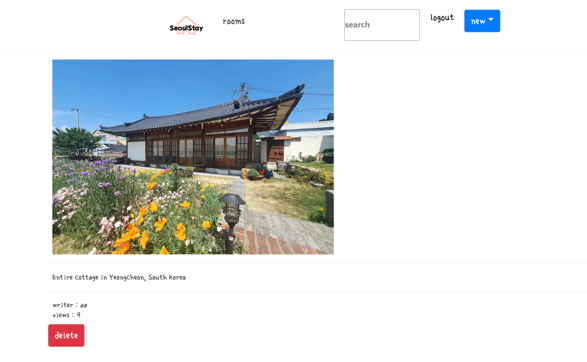 SeoulStay
rooms
search
logout
new
Entire cottage in Yeongcheon, South Korea
writer : aa
views : 9
delete